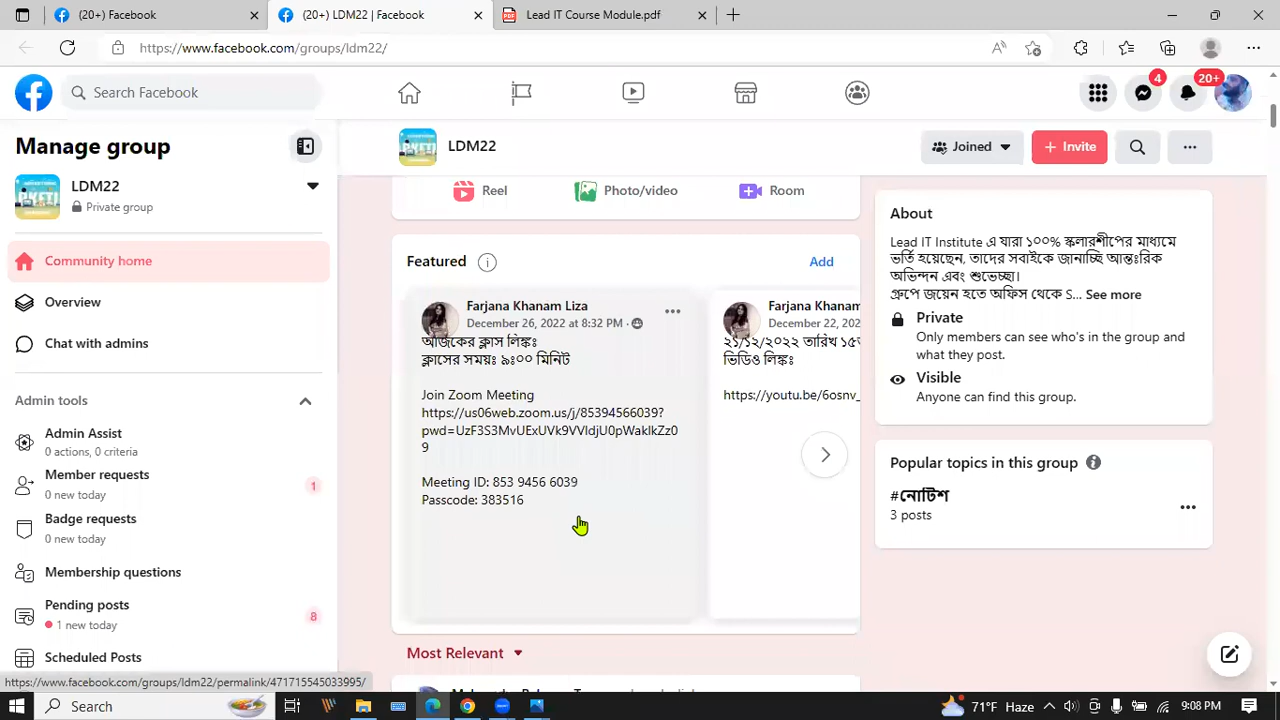 (20+) Facebook
(20+) LDM22 | Facebook
Lead IT Course Module.pdf
https://www.facebook.com/groups/ldm22/
Search Facebook
4
20+
Manage group
LDM22
Private group
Community home
Overview
Chat with admins
Admin tools
Admin Assist
0 actions, 0 criteria
Member requests
0 new today
1
Badge requests
0 new today
Membership questions
Pending posts
1 new today
8
Scheduled Posts
https://www.facebook.com/groups/ldm22/permalink/471715545033995/
LDM22
Joined
+ Invite
Reel
Photo/video
Room
Featured
Add
Farjana Khanam Liza
December 26, 2022 at 8:32 PM
আজকের ক্লাস লিঙ্কঃ
ক্লাসের সময়ঃ ৯ঃ০০ মিনিট
Join Zoom Meeting
https://us06web.zoom.us/j/85394566039?
pwd=UzF3S3MvUExUVk9VVldjU0pWaklkZz0
9
Meeting ID: 853 9456 6039
Passcode: 383516
Farjana Khanam
December 22, 202
২১/১২/২০২২ তারিখ ১৫
ভিডিও লিঙ্কঃ
https://youtu.be/6osnv_
Most Relevant
About
Lead IT Institute এ যারা ১০০% স্কলারশীপের মাধ্যমে
ভর্তি হয়েছেন, তাদের সবাইকে জানাচ্ছি আন্তঃরিক
অভিন্দন এবং শুভেচ্ছা।
গ্রুপে জয়েন হতে অফিস থেকে S... See more
Private
Only members can see who's in the group and
what they post.
Visible
Anyone can find this group.
Popular topics in this group
#নোটিশ
3 posts
Search
71°F Haze
9:08 PM